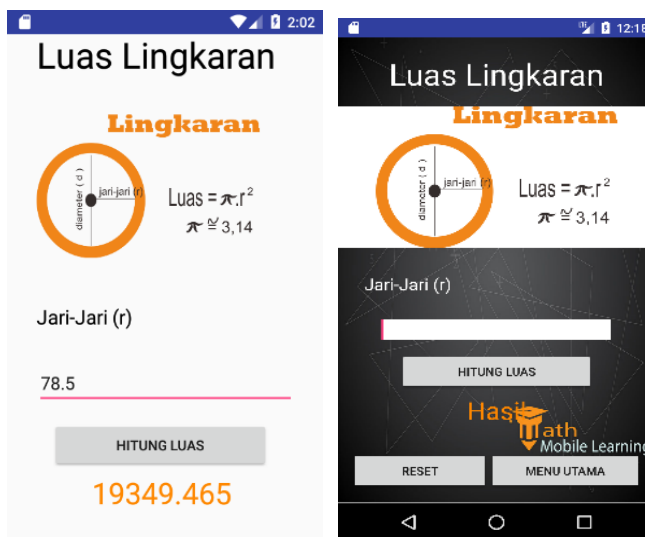 2:02
Luas Lingkaran
Lingkaran
diameter ( d )
jari-jari (r)
Luas = π.r²
π ≅ 3,14
Jari-Jari (r)
78.5
HITUNG LUAS
19349.465
12:18
Luas Lingkaran
Lingkaran
diameter ( d )
jari-jari (r)
Luas = π.r²
π ≅ 3,14
Jari-Jari (r)
HITUNG LUAS
Hasil
Math
Mobile Learning
RESET
MENU UTAMA